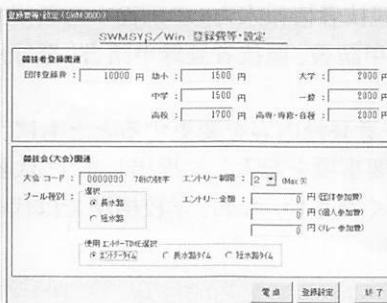 登録費等・設定 (SWM-3000)
SWMSYS/Win 登録費等・設定
競技者登録関連
団体登録費 : 10000 円 幼小 : 1500 円 大学 : 2000 円
中学 : 1500 円 一般 : 2000 円
高校 : 1700 円 高専・専修・各種 : 2000 円
競技会(大会)関連
大会コード : 0000000 7桁の数字 エントリー制限 : 2 (Max 9)
プール種別 : 選択 エントリー金額 : 0 円 (団体参加費)
長水路 0 円 (個人参加費)
短水路 0 円 (リレー参加費)
使用エントリーTIME選択
エントリータイム 長水路タイム 短水路タイム
電卓 登録設定 終了